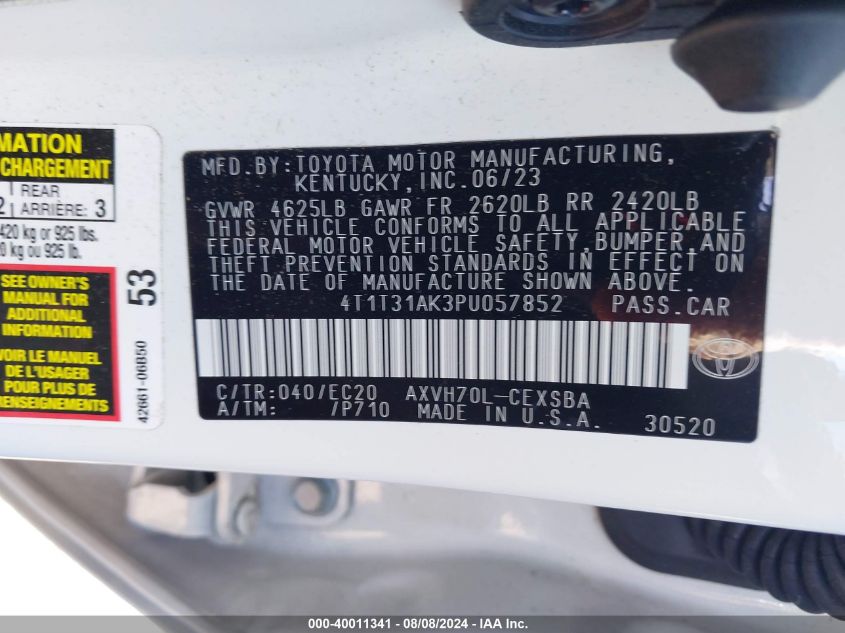 MATION
CHARGEMENT
REAR
2 ARRIÈRE: 3
420 kg or 925 lbs.
0 kg ou 925 lb.
SEE OWNER'S
MANUAL FOR
ADDITIONAL
INFORMATION
VOIR LE MANUEL
DE L'USAGER
POUR PLUS DE
RENSEIGNEMENTS
53
42661-06B50
MFD.BY:TOYOTA MOTOR MANUFACTURING,
KENTUCKY,INC.06/23
GVWR 4625LB GAWR FR 2620LB RR 2420LB
THIS VEHICLE CONFORMS TO ALL APPLICABLE
FEDERAL MOTOR VEHICLE SAFETY,BUMPER,AND
THEFT PREVENTION STANDARDS IN EFFECT ON
THE DATE OF MANUFACTURE SHOWN ABOVE.
4T1T31AK3PU057852 PASS.CAR
C/TR:040/EC20 AXVH70L-CEXSBA
A/TM: /P710 MADE IN U.S.A. 30520
000-40011341 / 08/08/2024 - IAA, Inc.